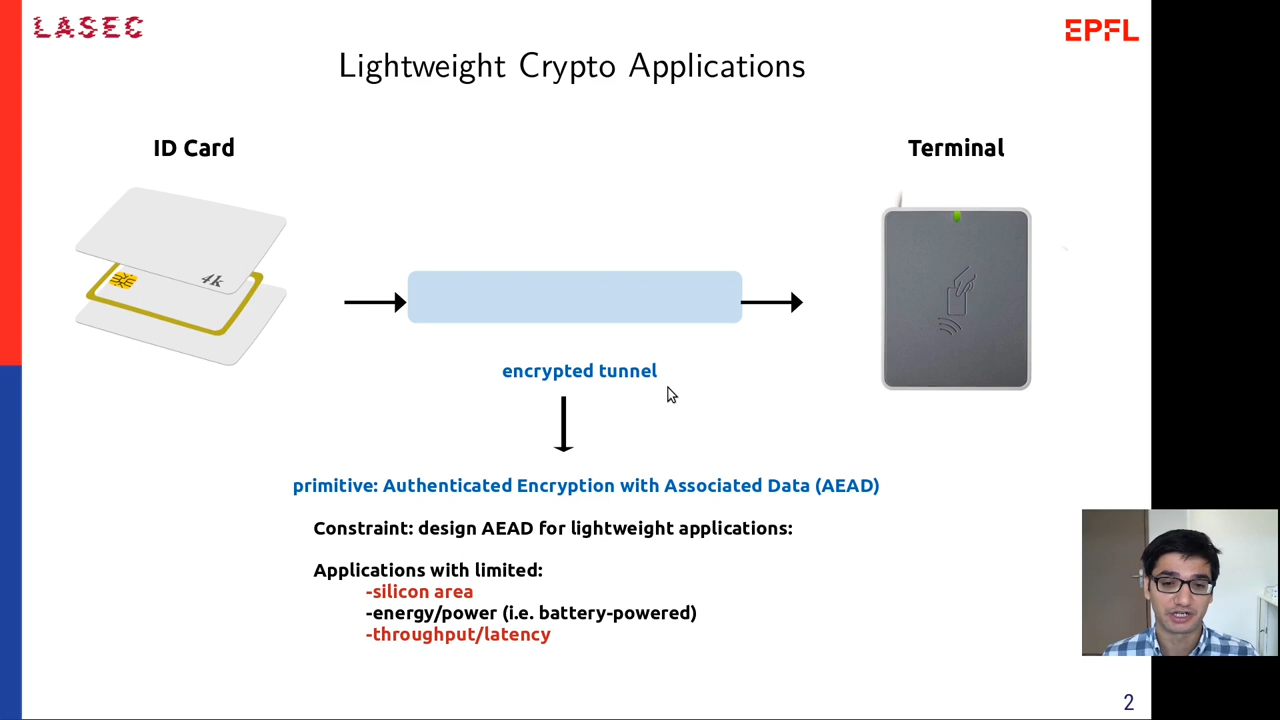 LASEC
EPFL
Lightweight Crypto Applications
ID Card
Terminal
4k
encrypted tunnel
primitive: Authenticated Encryption with Associated Data (AEAD)
Constraint: design AEAD for lightweight applications:
Applications with limited:
-silicon area
-energy/power (i.e. battery-powered)
-throughput/latency
2